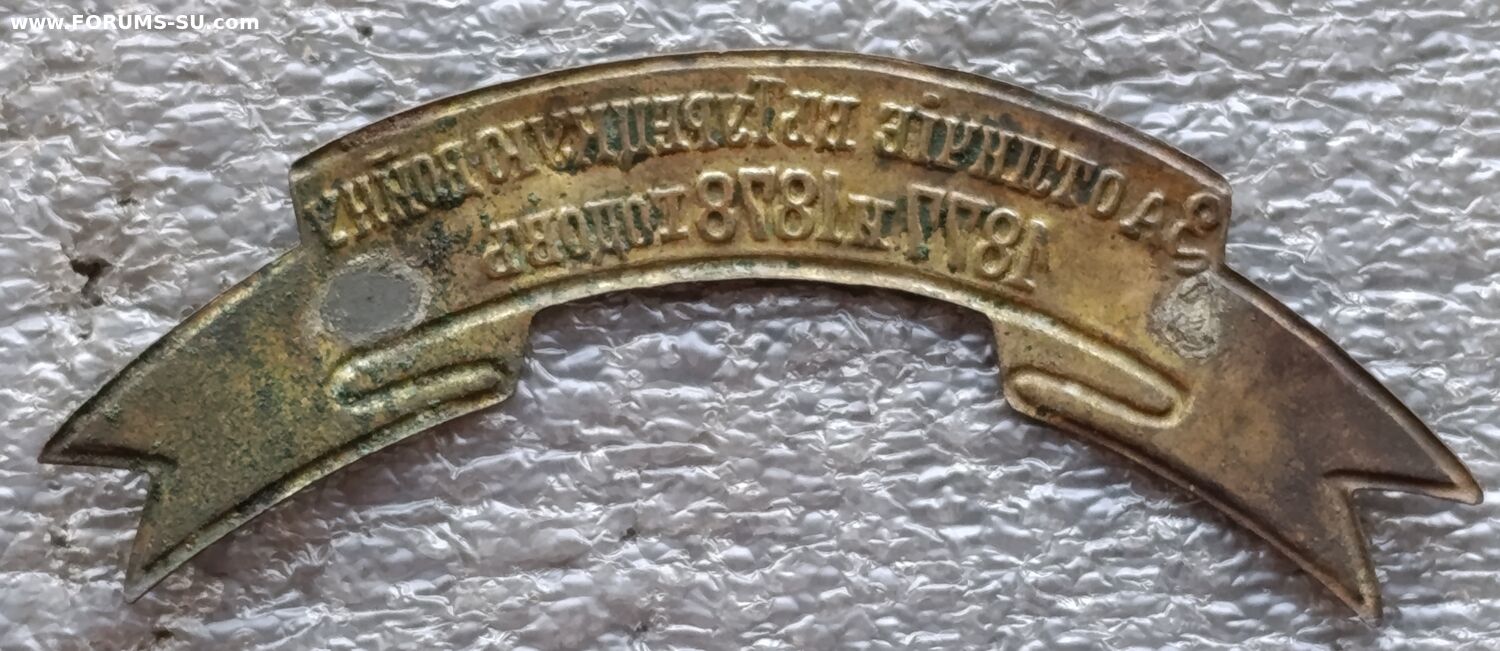 www.FORUMS-SU.com
ЗА ОТЛИЧІЕ ВЪ ТУРЕЦКУЮ ВОЙНУ
1877 И 1878 ГОДОВЪ